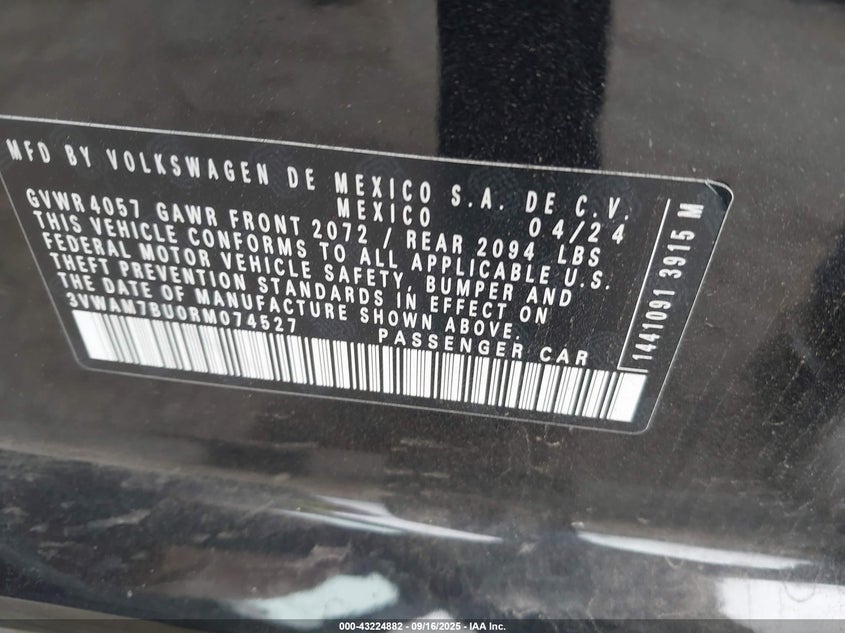 MFD BY VOLKSWAGEN DE MEXICO S.A. DE C.V.
MEXICO 04/24
GVWR 4057 GAWR FRONT 2072 / REAR 2094 LBS
THIS VEHICLE CONFORMS TO ALL APPLICABLE U.S.
FEDERAL MOTOR VEHICLE SAFETY, BUMPER AND
THEFT PREVENTION STANDARDS IN EFFECT ON
THE DATE OF MANUFACTURE SHOWN ABOVE.
3VWAM7BU0RM074527
PASSENGER CAR
1441091 3915 M
000-43224882 - 09/16/2025 - IAA Inc.